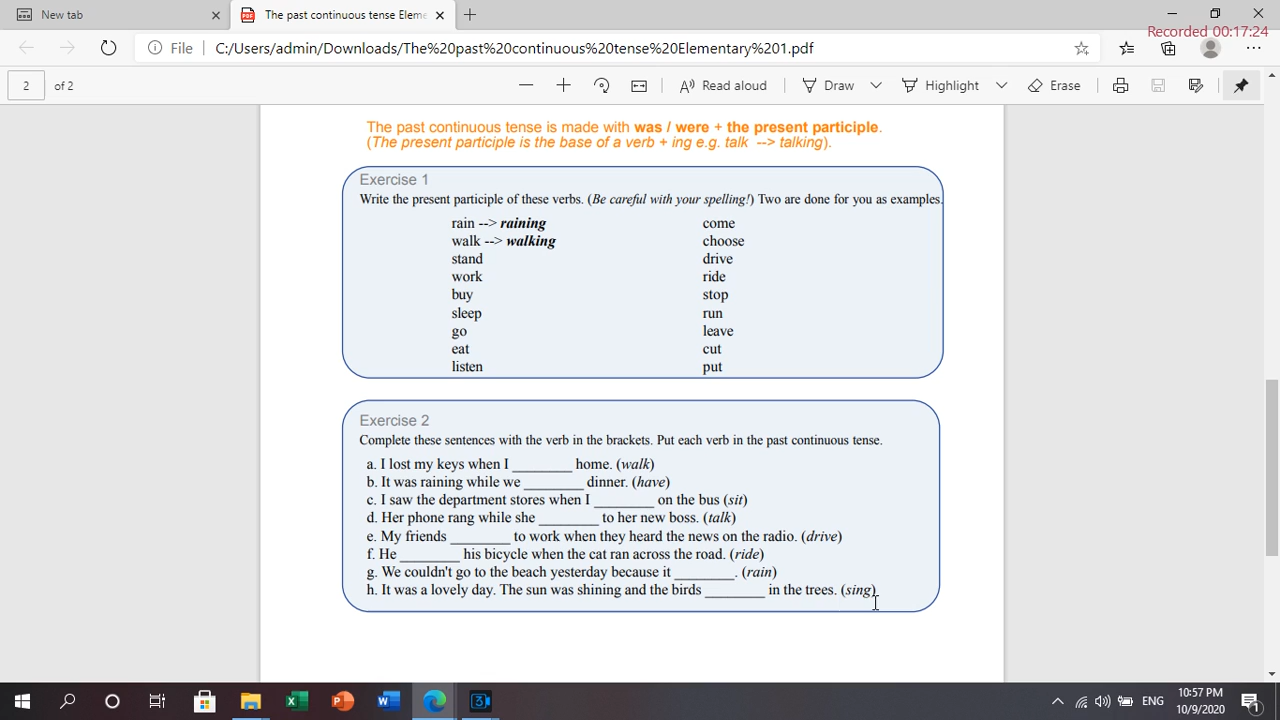 New tab
The past continuous tense Eleme
Recorded 00:17:24
File
C:/Users/admin/Downloads/The%20past%20continuous%20tense%20Elementary%201.pdf
2 of 2
Read aloud
Draw
Highlight
Erase
The past continuous tense is made with was / were + the present participle.
(The present participle is the base of a verb + ing e.g. talk --> talking).
Exercise 1
Write the present participle of these verbs. (Be careful with your spelling!) Two are done for you as examples.
rain --> raining
walk --> walking
stand
work
buy
sleep
go
eat
listen
come
choose
drive
ride
stop
run
leave
cut
put
Exercise 2
Complete these sentences with the verb in the brackets. Put each verb in the past continuous tense.
a. I lost my keys when I ________ home. (walk)
b. It was raining while we ________ dinner. (have)
c. I saw the department stores when I ________ on the bus (sit)
d. Her phone rang while she ________ to her new boss. (talk)
e. My friends ________ to work when they heard the news on the radio. (drive)
f. He ________ his bicycle when the cat ran across the road. (ride)
g. We couldn't go to the beach yesterday because it ________. (rain)
h. It was a lovely day. The sun was shining and the birds ________ in the trees. (sing)
ENG
10:57 PM
10/9/2020
1